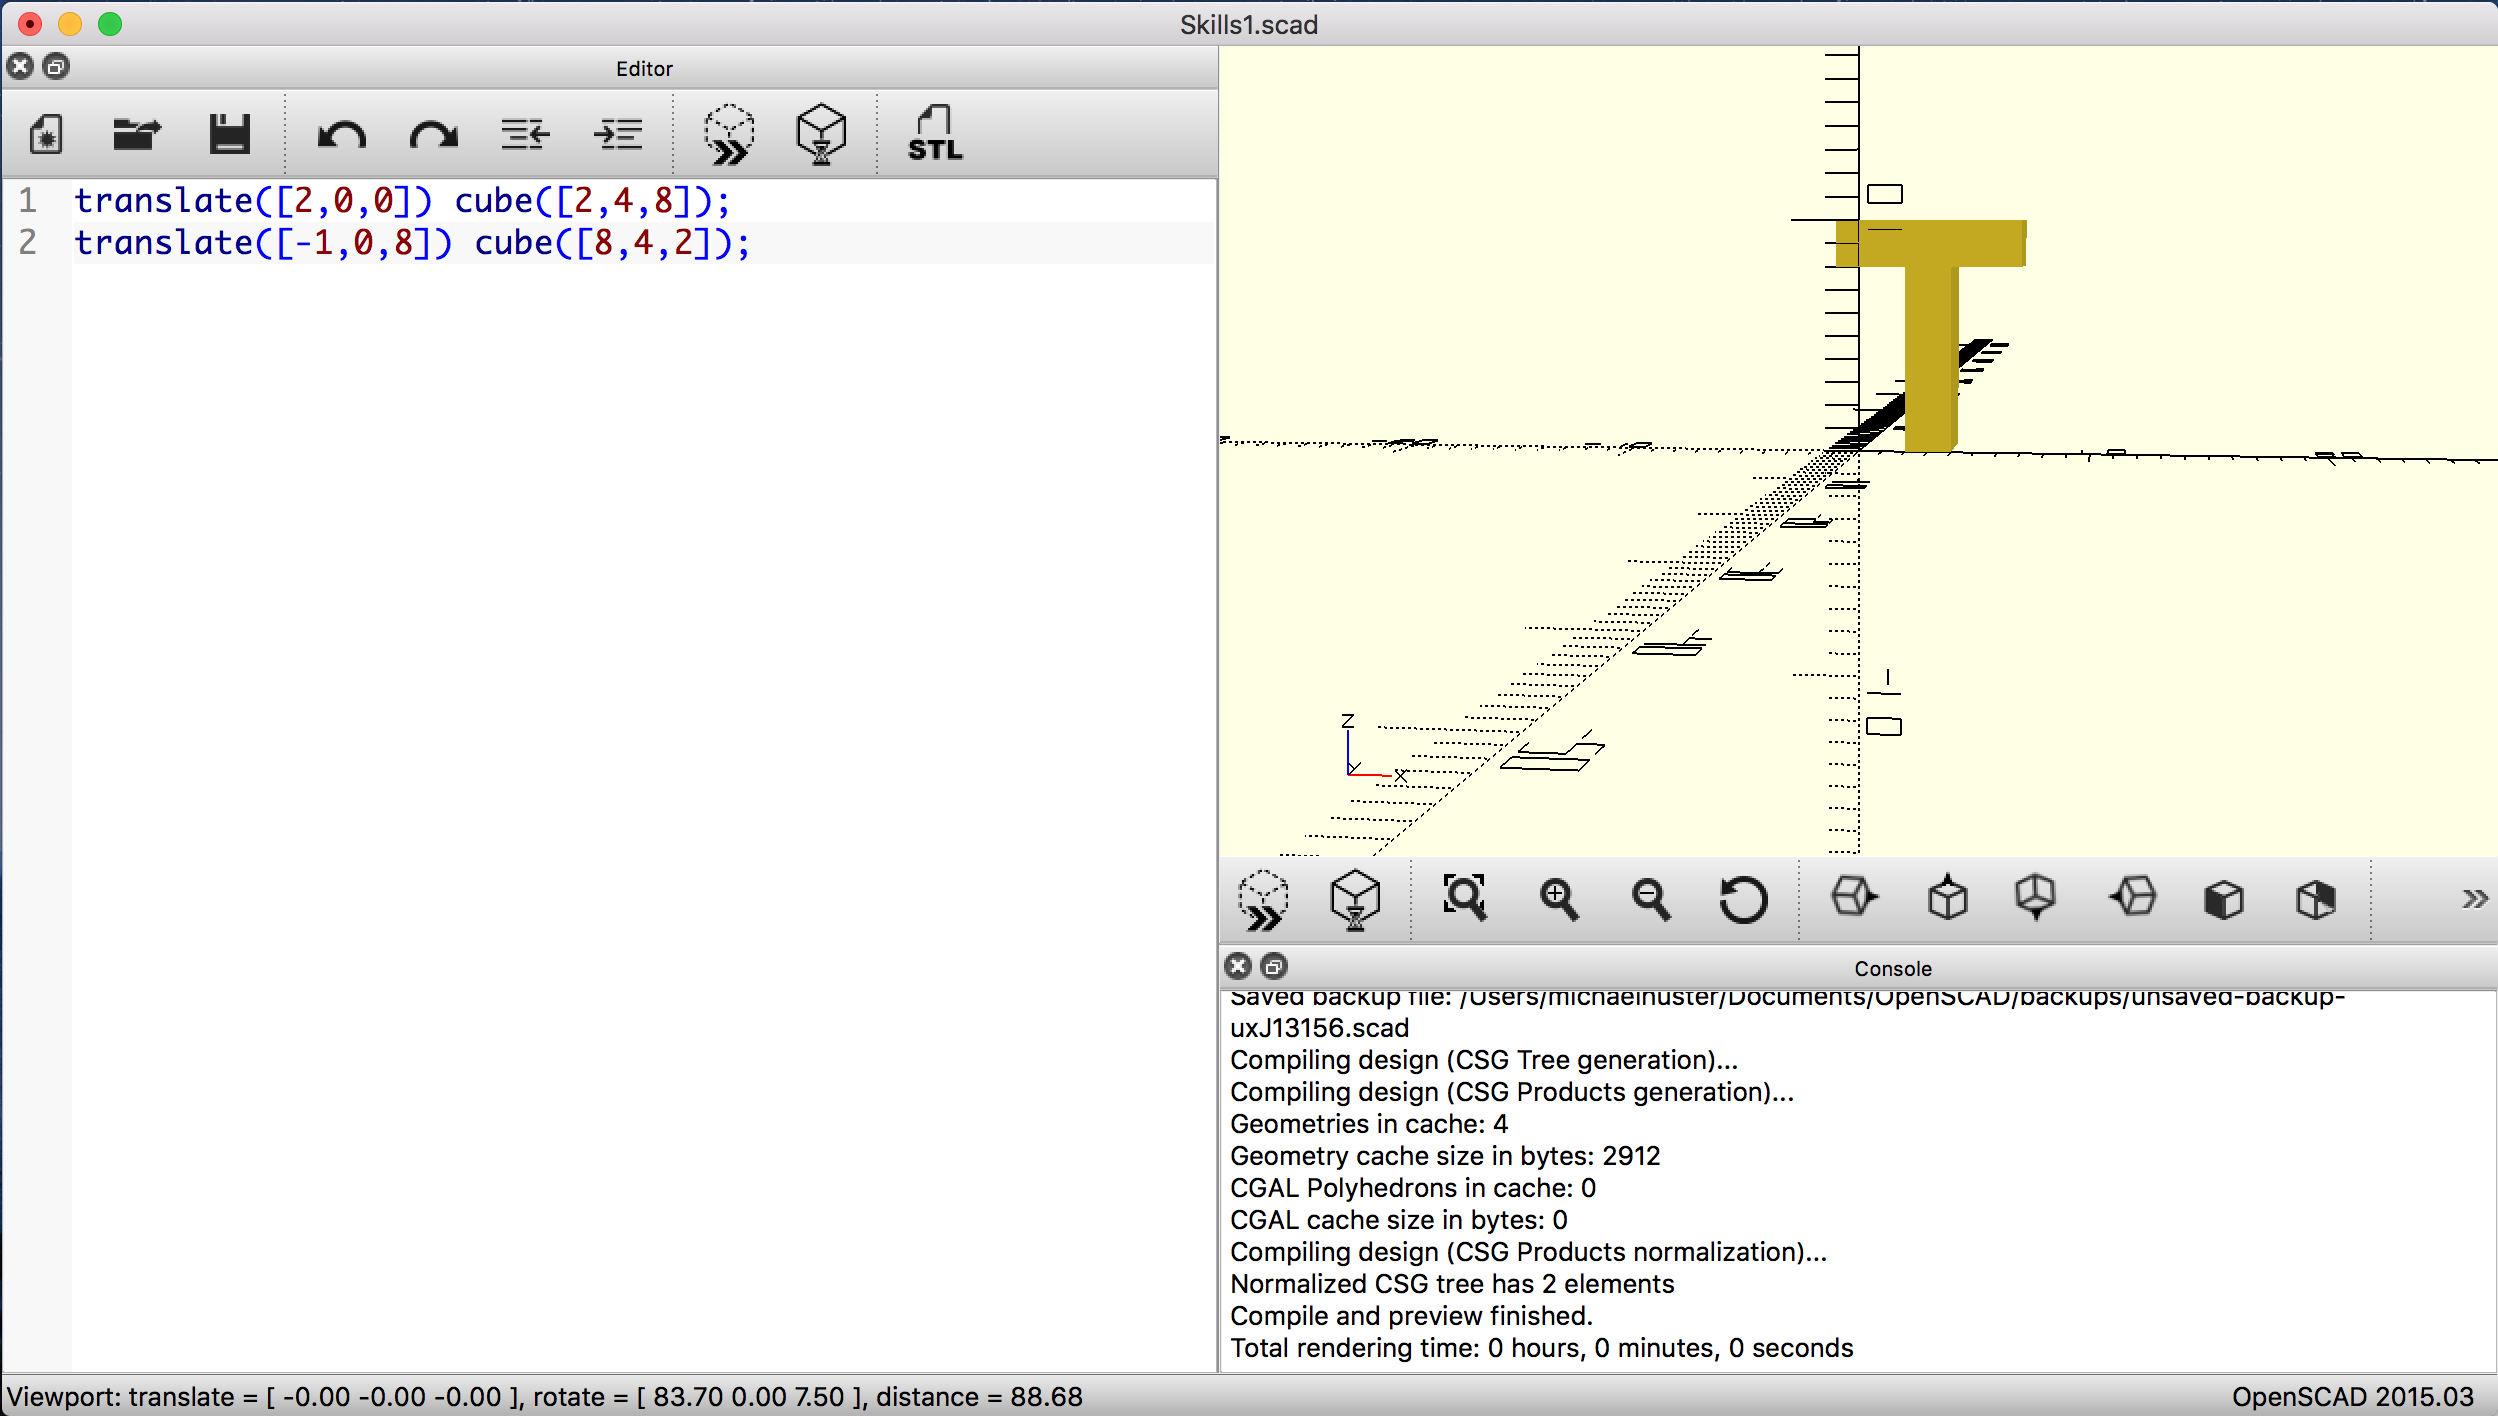 Skills1.scad
Editor
STL
1 translate([2,0,0]) cube([2,4,8]);
2 translate([-1,0,8]) cube([8,4,2]);
Z
X
Console
Saved backup file: /Users/michaelhuster/Documents/OpenSCAD/backups/unsaved-backup-
uxJ13156.scad
Compiling design (CSG Tree generation)...
Compiling design (CSG Products generation)...
Geometries in cache: 4
Geometry cache size in bytes: 2912
CGAL Polyhedrons in cache: 0
CGAL cache size in bytes: 0
Compiling design (CSG Products normalization)...
Normalized CSG tree has 2 elements
Compile and preview finished.
Total rendering time: 0 hours, 0 minutes, 0 seconds
Viewport: translate = [ -0.00 -0.00 -0.00 ], rotate = [ 83.70 0.00 7.50 ], distance = 88.68
OpenSCAD 2015.03